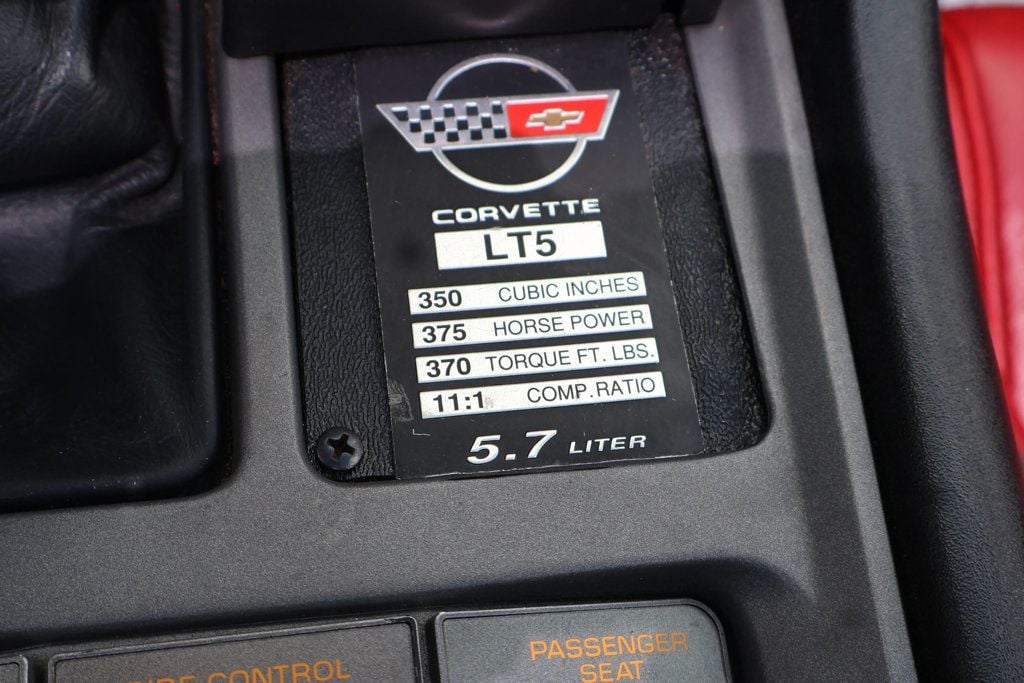 CORVETTE
LT5
350 CUBIC INCHES
375 HORSE POWER
370 TORQUE FT. LBS.
11:1 COMP. RATIO
5.7 LITER
CONTROL
PASSENGER
SEAT